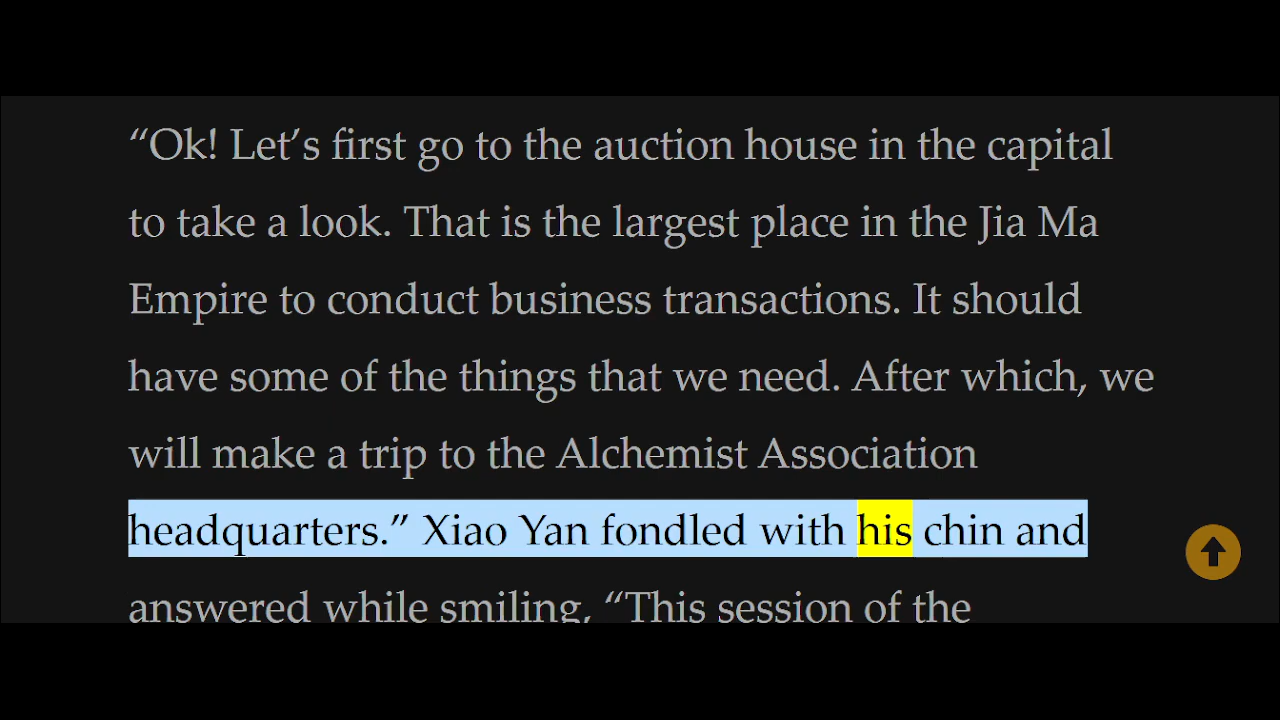 “Ok! Let’s first go to the auction house in the capital
to take a look. That is the largest place in the Jia Ma
Empire to conduct business transactions. It should
have some of the things that we need. After which, we
will make a trip to the Alchemist Association
headquarters.” Xiao Yan fondled with his chin and
answered while smiling, “This session of the